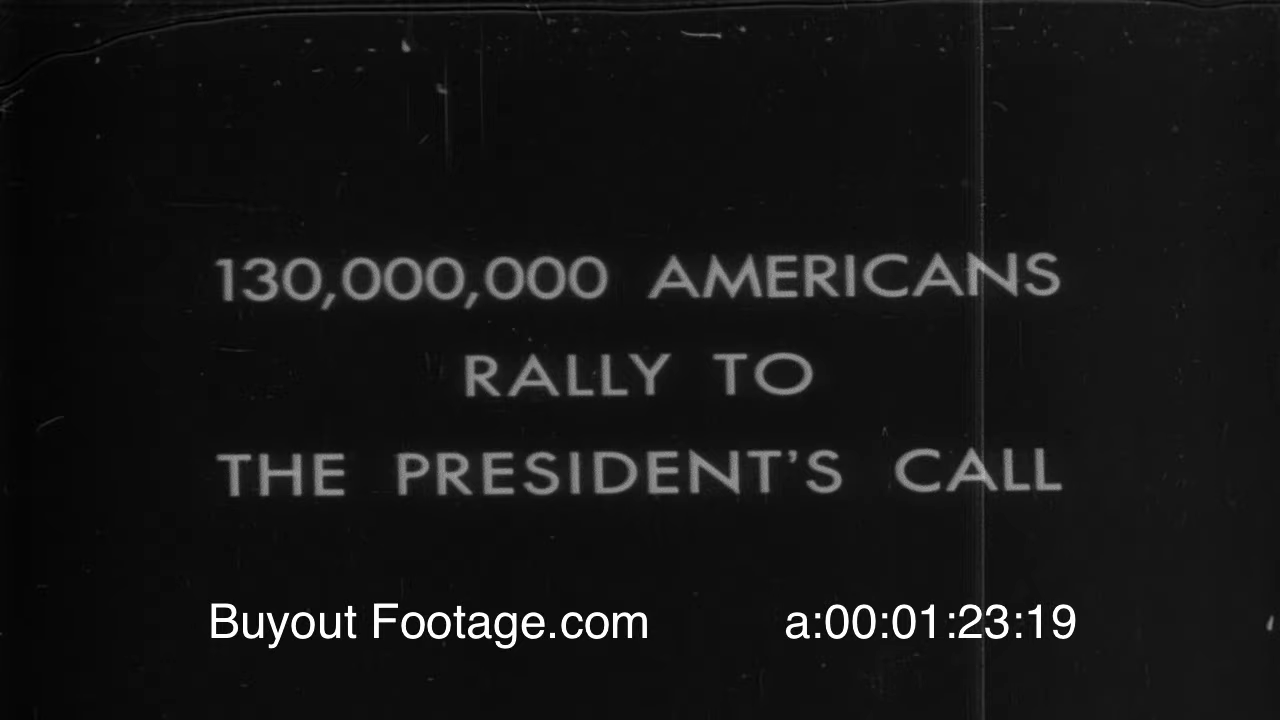 130,000,000 AMERICANS
RALLY TO
THE PRESIDENT'S CALL
Buyout Footage.com a:00:01:23:19